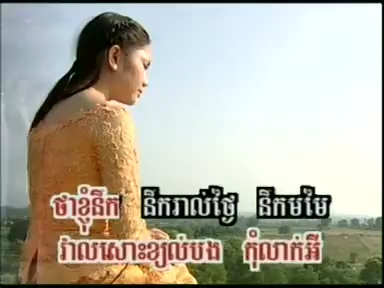 ថាខ្ញុំនឹក នឹករាល់ថ្ងៃ នឹកមមៃ
វាលសោះខ្យល់បង កុំលាក់អី